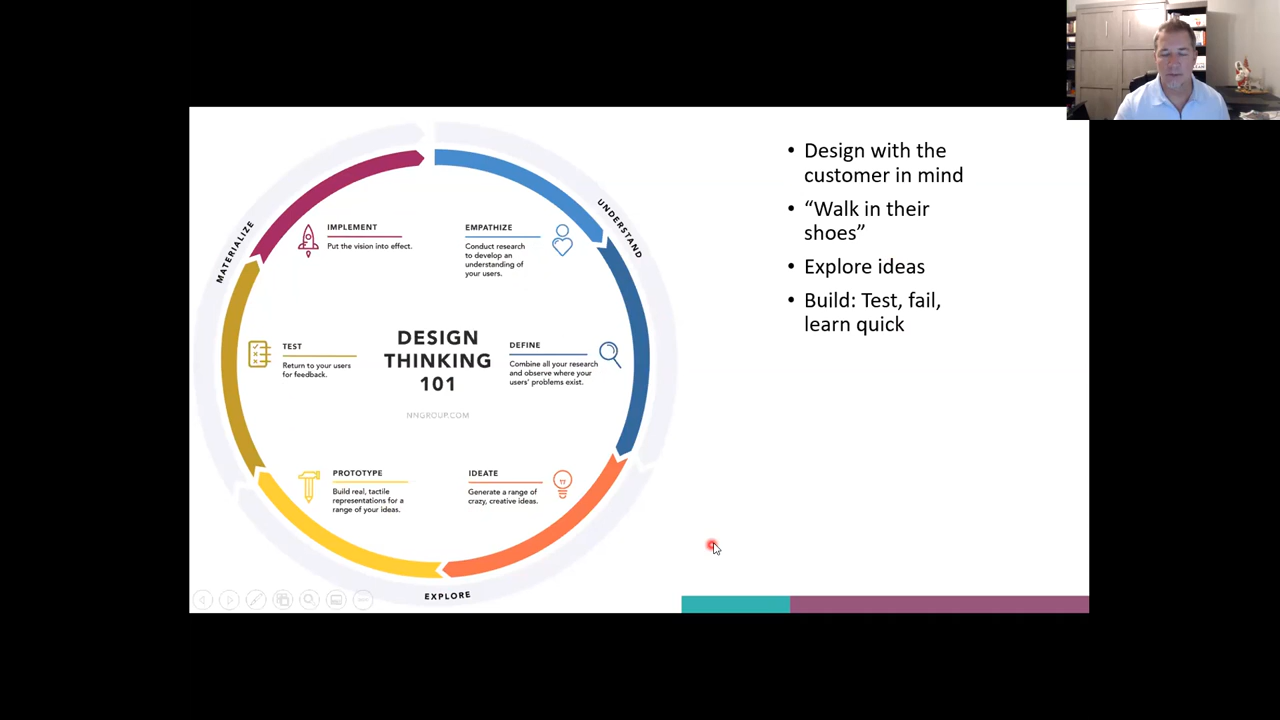 MATERIALIZE
UNDERSTAND
IMPLEMENT
Put the vision into effect.
EMPATHIZE
Conduct research
to develop an
understanding of
your users.
TEST
Return to your users
for feedback.
DESIGN
THINKING
101
NNGROUP.COM
DEFINE
Combine all your research
and observe where your
users' problems exist.
PROTOTYPE
Build real, tactile
representations for a
range of your ideas.
IDEATE
Generate a range of
crazy, creative ideas.
EXPLORE
• Design with the
customer in mind
• “Walk in their
shoes”
• Explore ideas
• Build: Test, fail,
learn quick